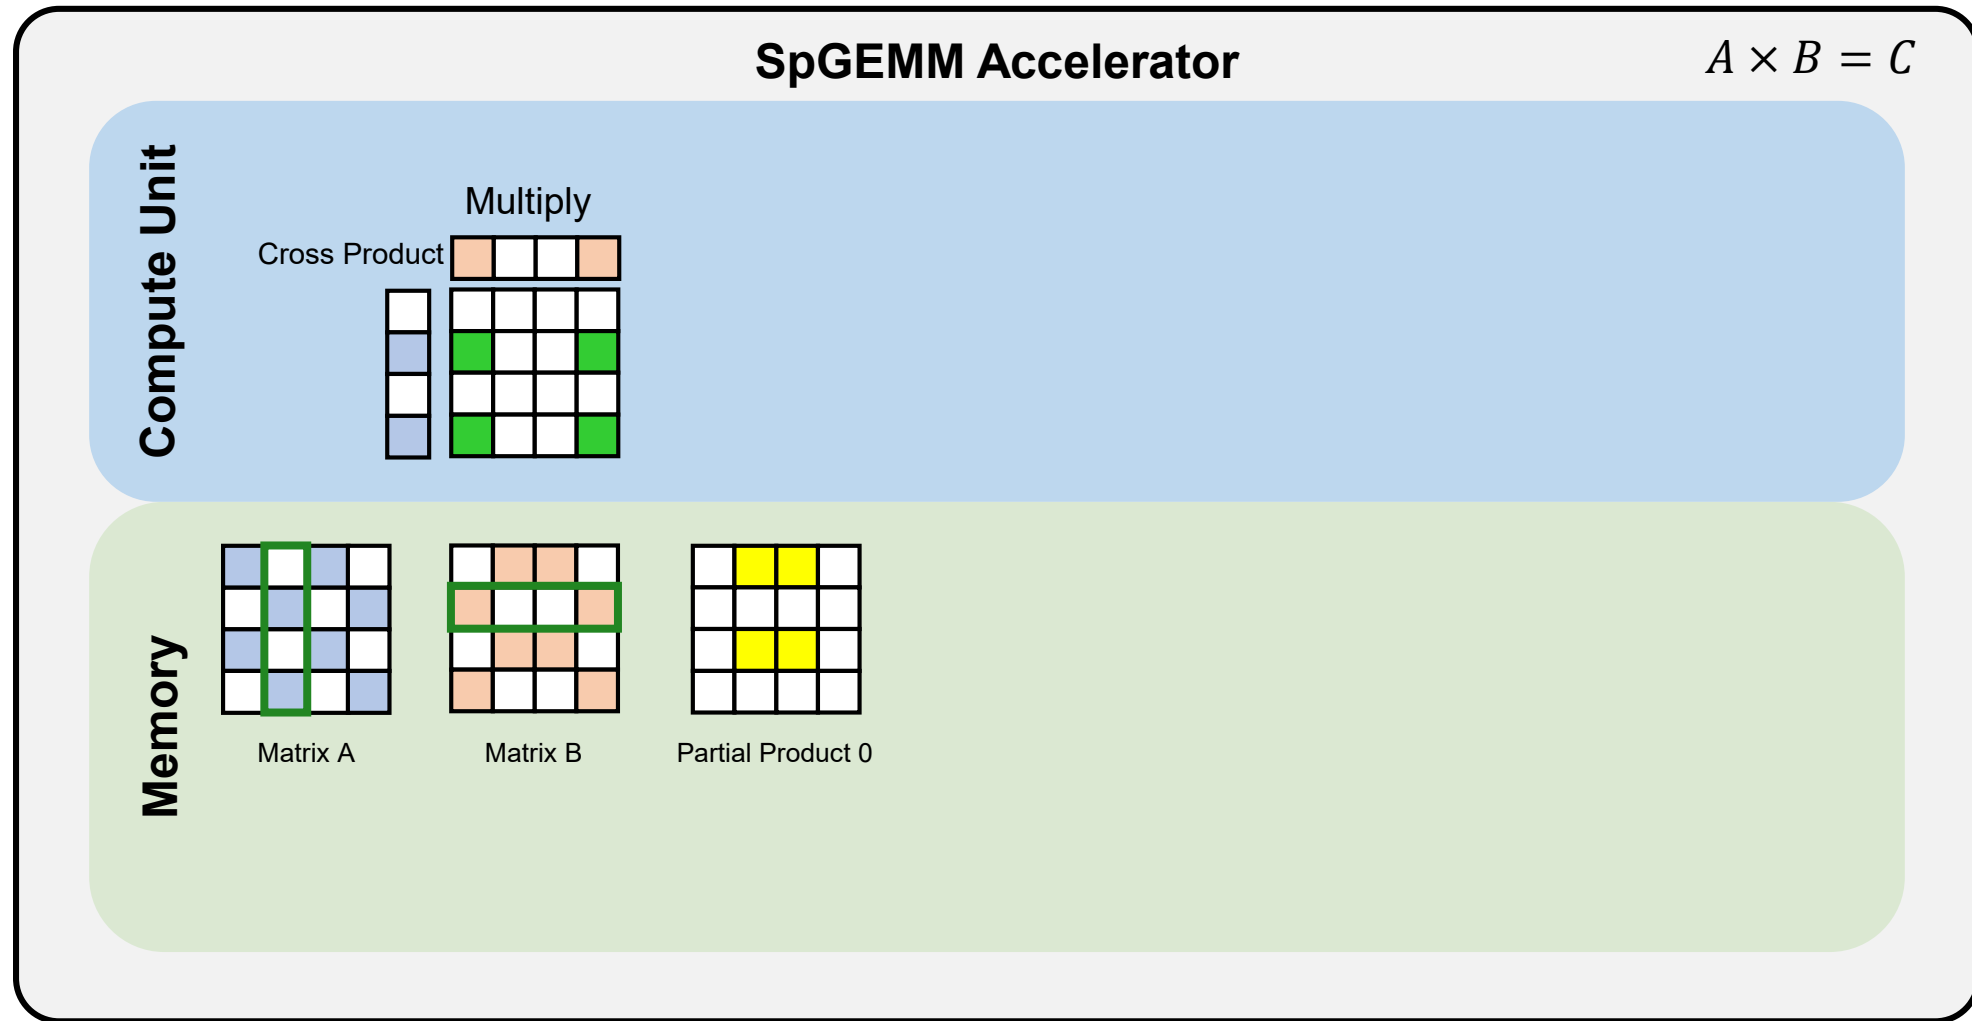 SpGEMM Accelerator
A × B = C
Compute Unit
Multiply
Cross Product
Memory
Matrix A
Matrix B
Partial Product 0